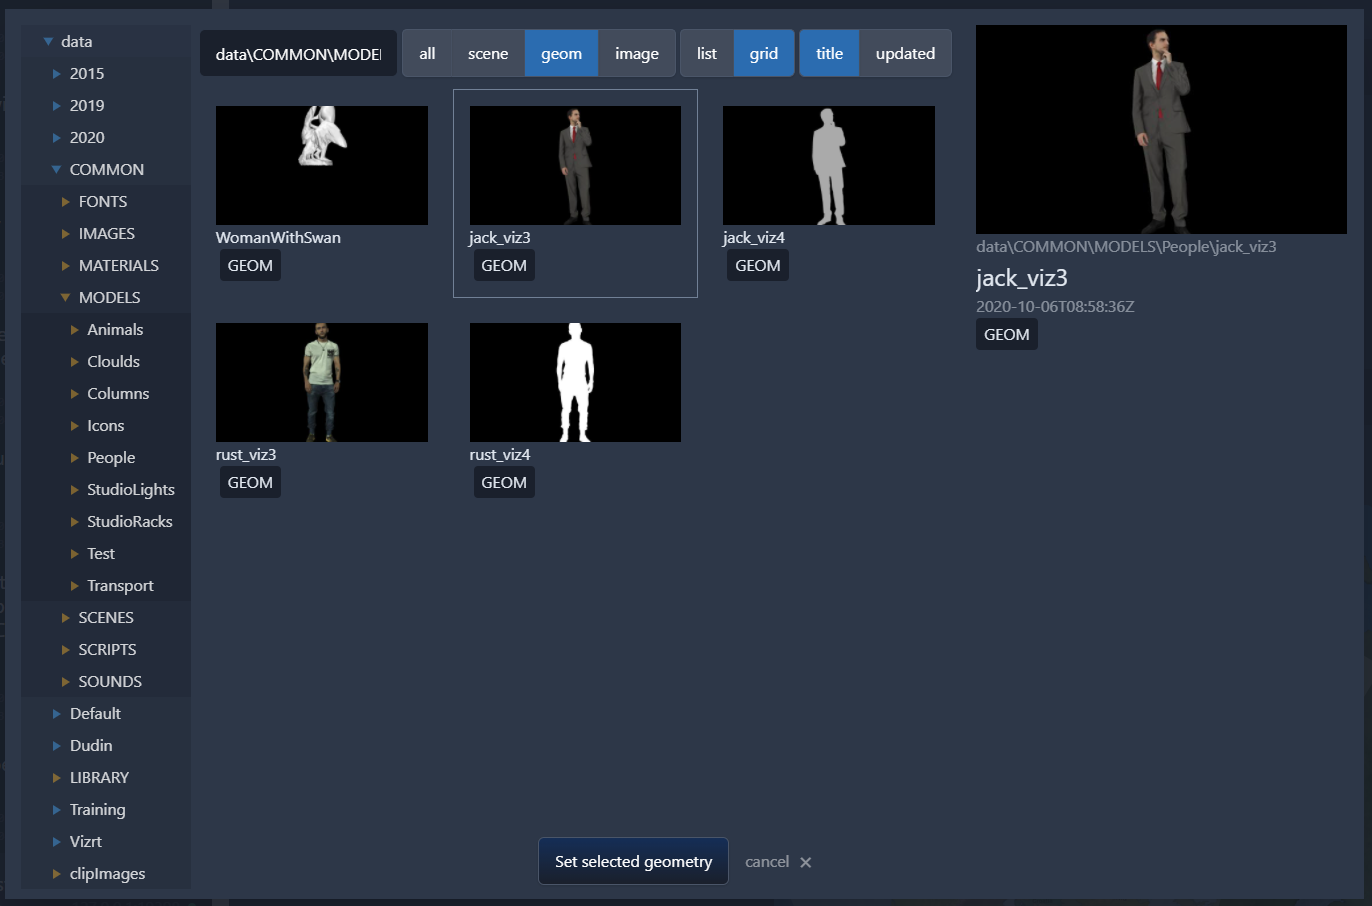 data
2015
2019
2020
COMMON
FONTS
IMAGES
MATERIALS
MODELS
Animals
Cloulds
Columns
Icons
People
StudioLights
StudioRacks
Test
Transport
SCENES
SCRIPTS
SOUNDS
Default
Dudin
LIBRARY
Training
Vizrt
clipImages
data\COMMON\MODEl
all scene geom image
list grid
title updated
WomanWithSwan
GEOM
jack_viz3
GEOM
jack_viz4
GEOM
rust_viz3
GEOM
rust_viz4
GEOM
data\COMMON\MODELS\People\jack_viz3
jack_viz3
2020-10-06T08:58:36Z
GEOM
Set selected geometry
cancel ×